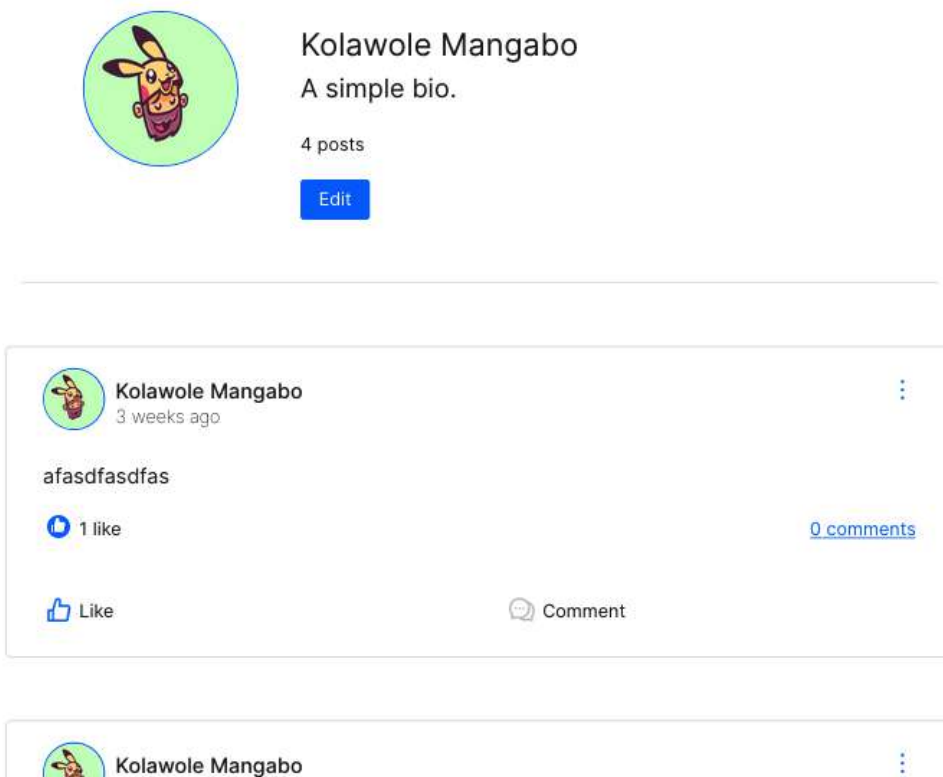 Kolawole Mangabo
A simple bio.
4 posts
Edit
Kolawole Mangabo
3 weeks ago
afasdfasdfas
1 like
0 comments
Like
Comment
Kolawole Mangabo